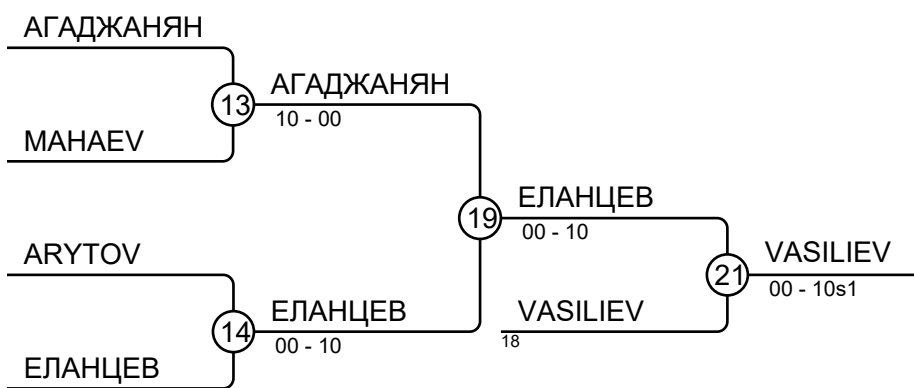 АГАДЖАНЯН
13
АГАДЖАНЯН
10 - 00
MAHAEV
19
ЕЛАНЦЕВ
00 - 10
ARYTOV
21
VASILIEV
00 - 10s1
14
ЕЛАНЦЕВ
00 - 10
VASILIEV
18
ЕЛАНЦЕВ